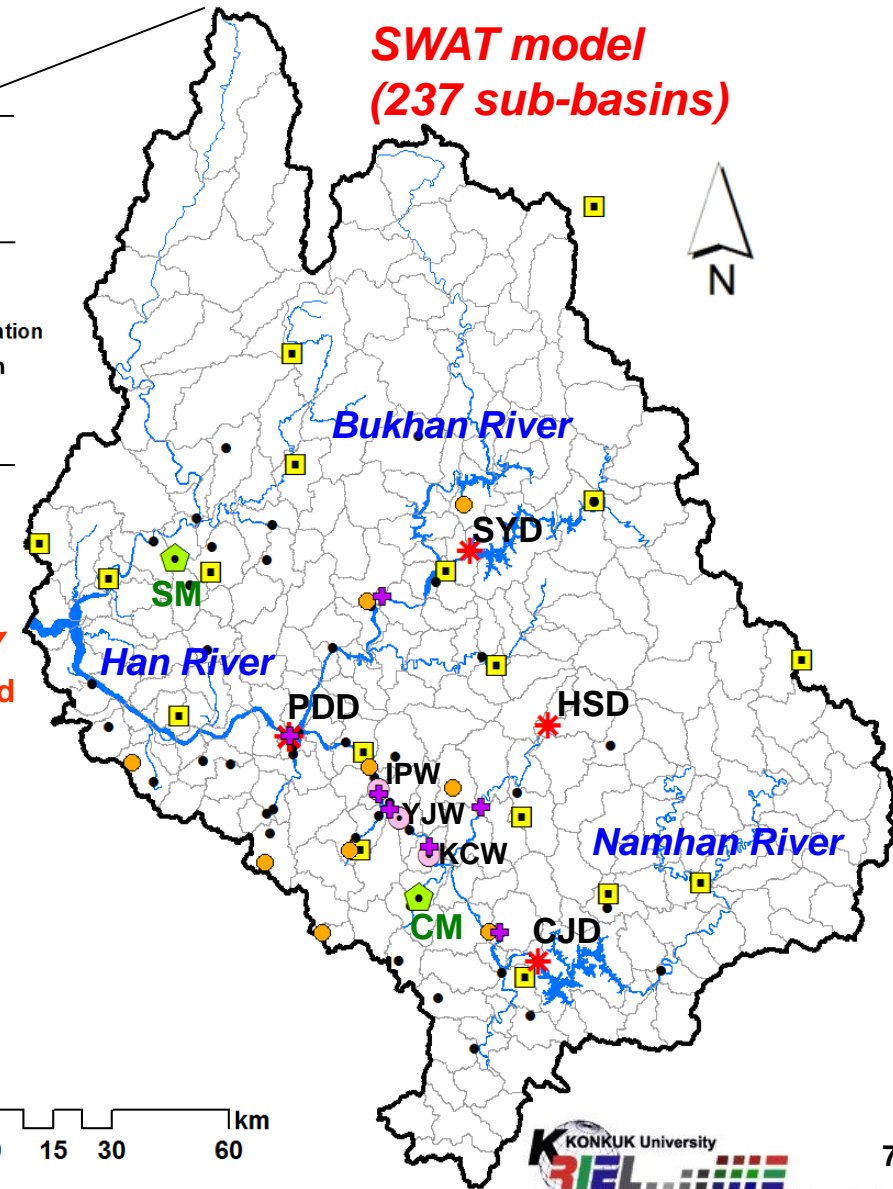 SWAT model
(237 sub-basins)
N
Bukhan River
SYD
SM
Han River
PDD
HSD
IPW
YJW
KCW
Namhan River
CM
CJD
km
15 30 60
KONKUK University
7